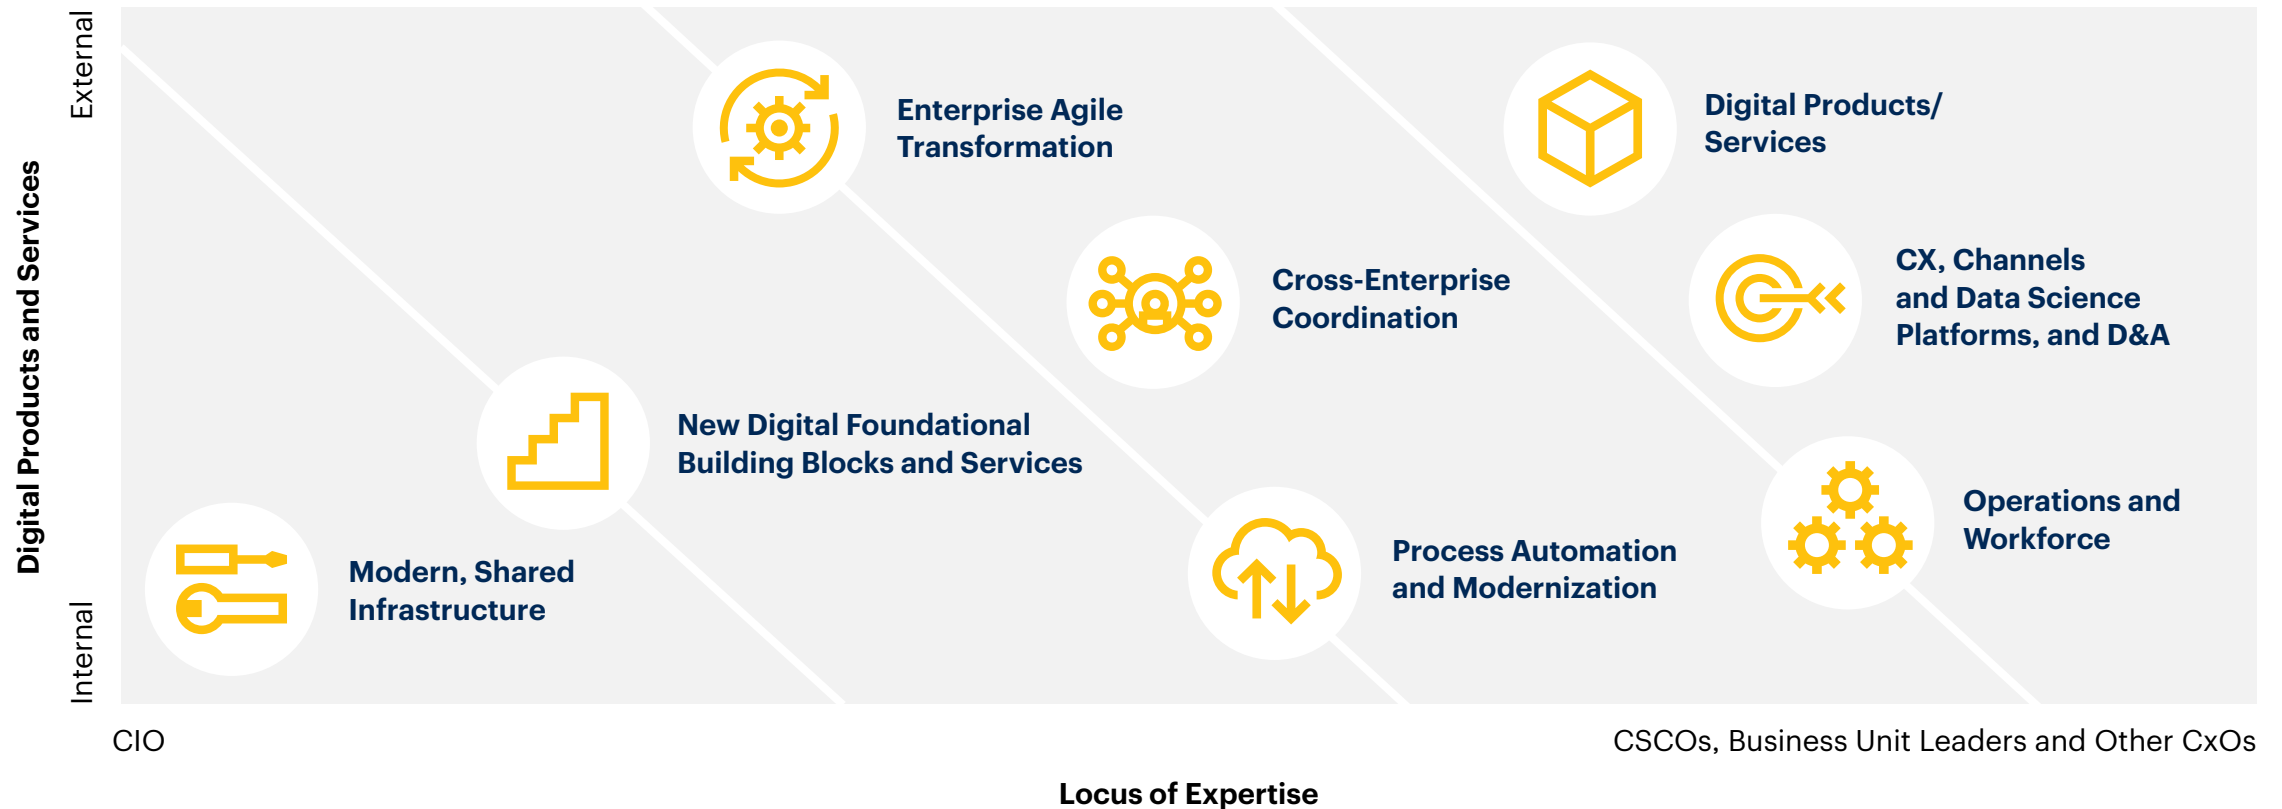 External
Digital Products and Services
Internal
Enterprise Agile
Transformation
Digital Products/
Services
Cross-Enterprise
Coordination
CX, Channels
and Data Science
Platforms, and D&A
New Digital Foundational
Building Blocks and Services
Operations and
Workforce
Process Automation
and Modernization
Modern, Shared
Infrastructure
CIO
CSCOs, Business Unit Leaders and Other CxOs
Locus of Expertise